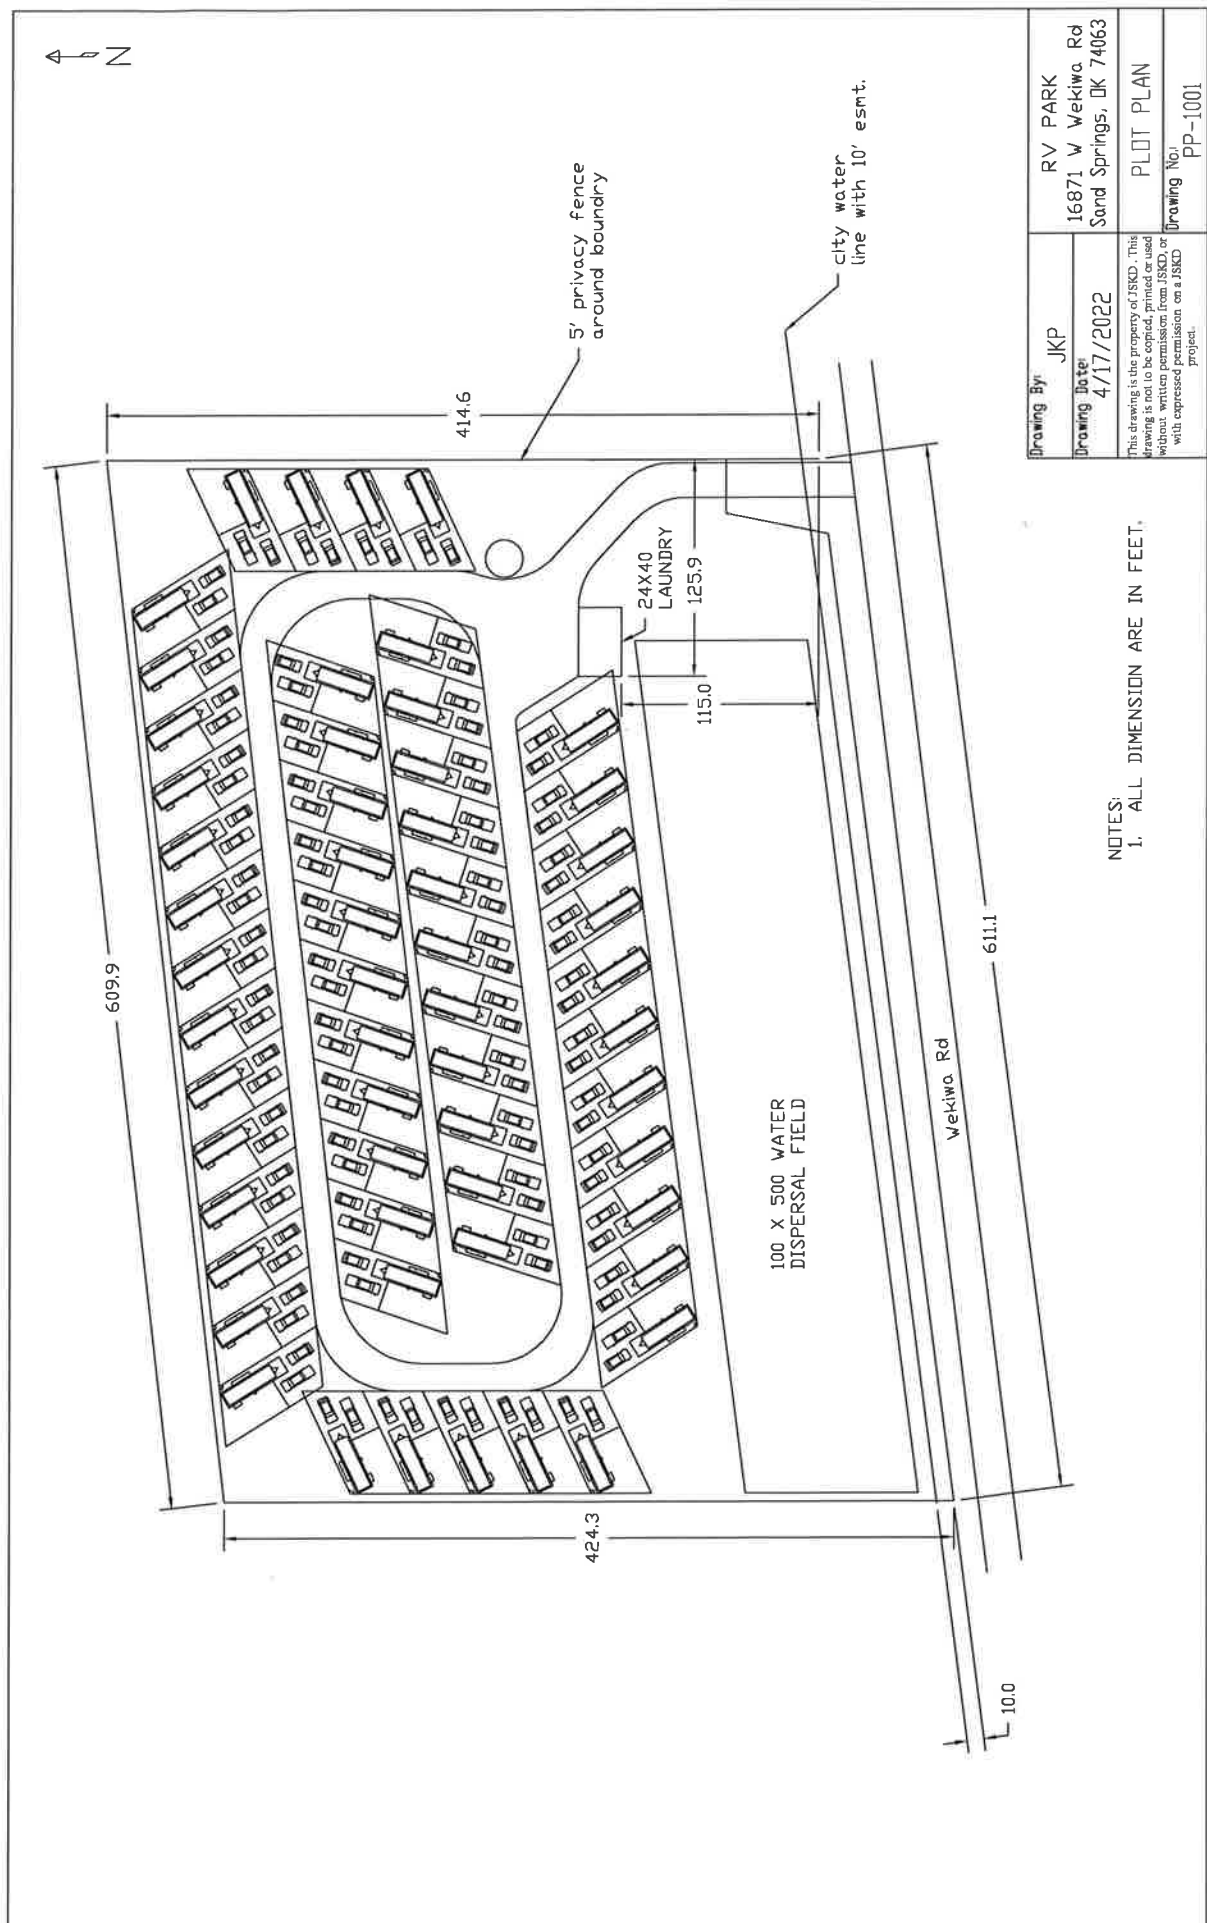 N
609.9
414.6
5' privacy fence
around boundry
city water
line with 10' esmt.
24X40
LAUNDRY
125.9
115.0
100 X 500 WATER
DISPERSAL FIELD
424.3
Wekiwa Rd
611.1
10.0
NOTES:
1. ALL DIMENSION ARE IN FEET.
Drawing By:
JKP
Drawing Date:
4/17/2022
This drawing is the property of JSKD. This
drawing is not to be copied, printed or used
without written permission from JSKD, or
with expressed permission on a JSKD
project.
RV PARK
16871 W Wekiwa Rd
Sand Springs, OK 74063
PLOT PLAN
Drawing No.:
PP-1001